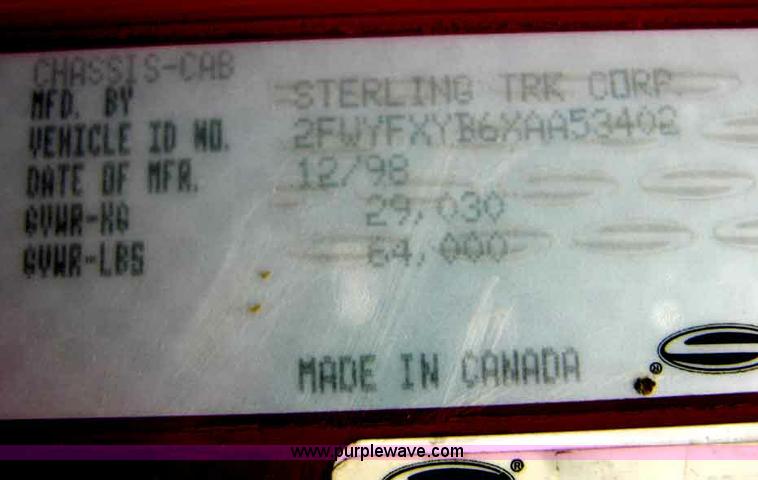 CHASSIS-CAB
MFD. BY STERLING TRK CORP.
VEHICLE ID NO. 2FWYFXYB6XAA53402
DATE OF MFR. 12/98
GVWR-KG 29,030
GVWR-LBS 64,000
MADE IN CANADA
®
www.purplewave.com
®